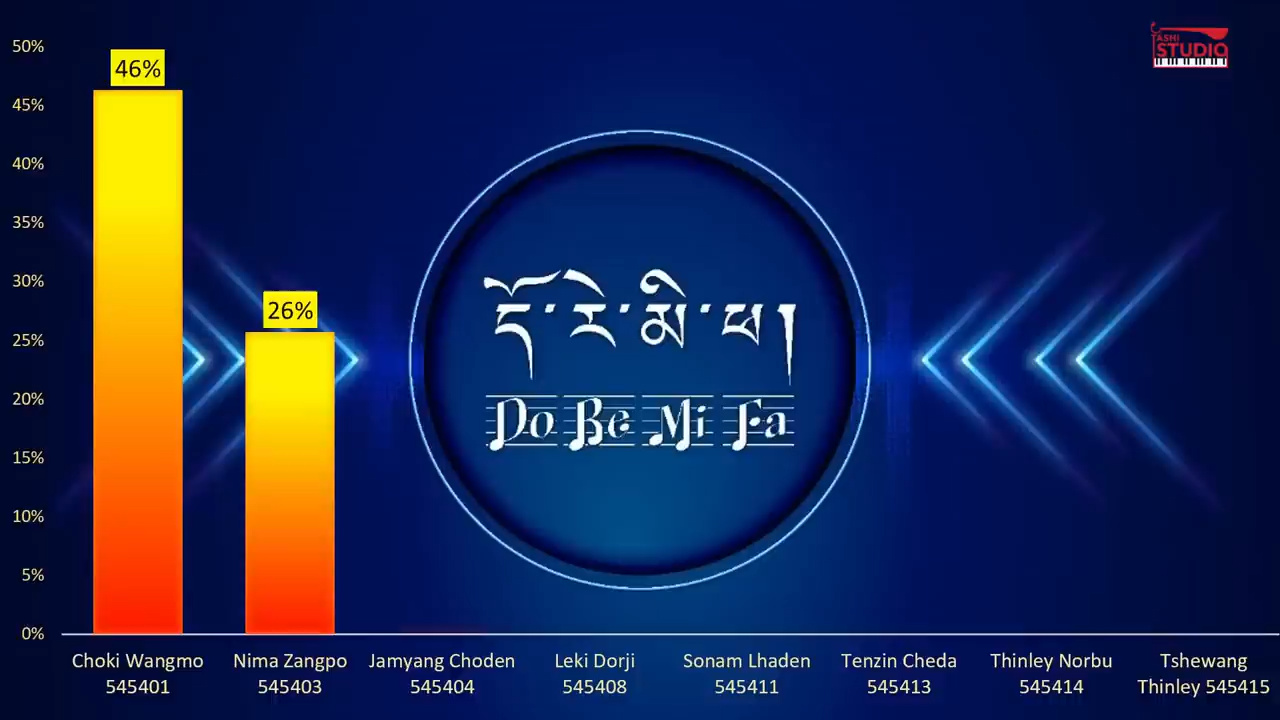 50%
45%
40%
35%
30%
25%
20%
15%
10%
5%
0%
46%
26%
TASHI
STUDIO
དོ་རེ་མི་ཕ།
Do Re Mi Fa
Choki Wangmo
545401
Nima Zangpo
545403
Jamyang Choden
545404
Leki Dorji
545408
Sonam Lhaden
545411
Tenzin Cheda
545413
Thinley Norbu
545414
Tshewang
Thinley 545415